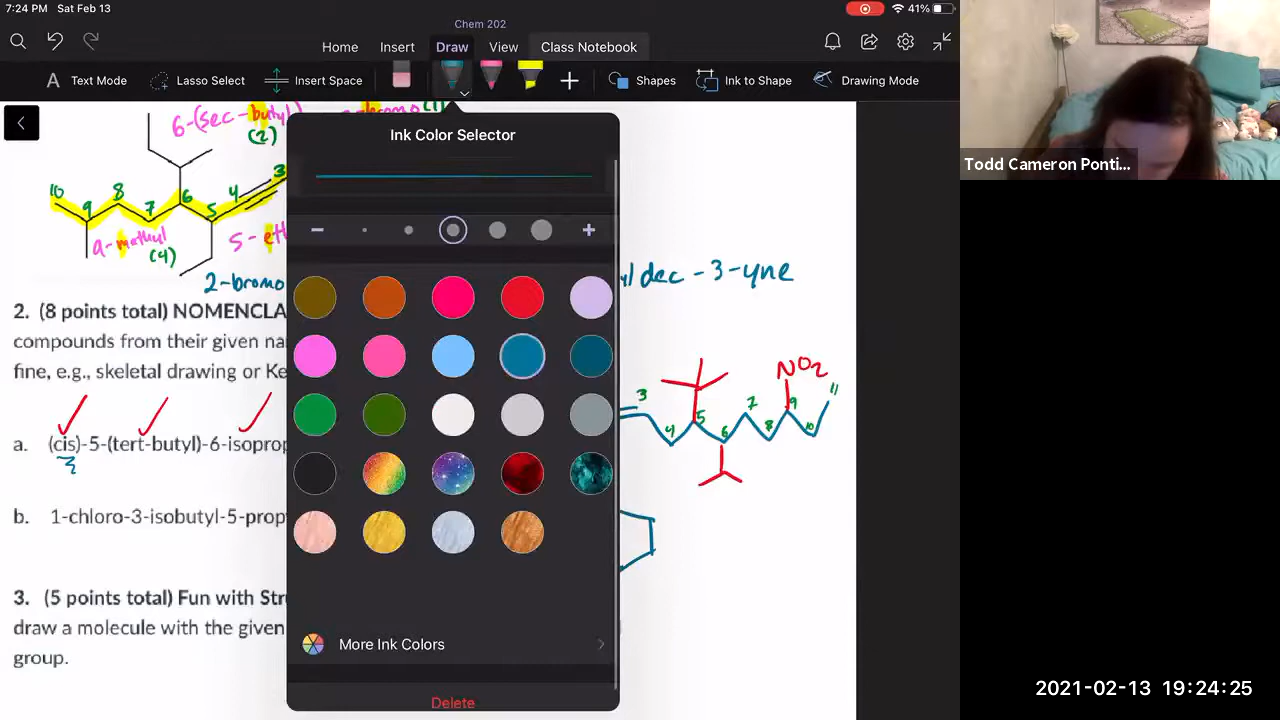 7:24 PM Sat Feb 13
41%
Chem 202
Home Insert Draw View Class Notebook
Text Mode Lasso Select Insert Space Shapes Ink to Shape Drawing Mode
Todd Cameron Ponti...
Ink Color Selector
6-(sec-butyl)
(2)
(1)
10 9 8 7 6 5 4 3
9-methyl
(4)
5-eth
2-bromo
yl dec-3-yne
2. (8 points total) NOMENCLA
compounds from their given na
fine, e.g., skeletal drawing or Ke
NO2
3 4 5 6 7 8 9 10 11
a. (cis)-5-(tert-butyl)-6-isoprop
Z
b. 1-chloro-3-isobutyl-5-prop
3. (5 points total) Fun with Stru
draw a molecule with the given
group.
More Ink Colors
Delete
2021-02-13 19:24:25